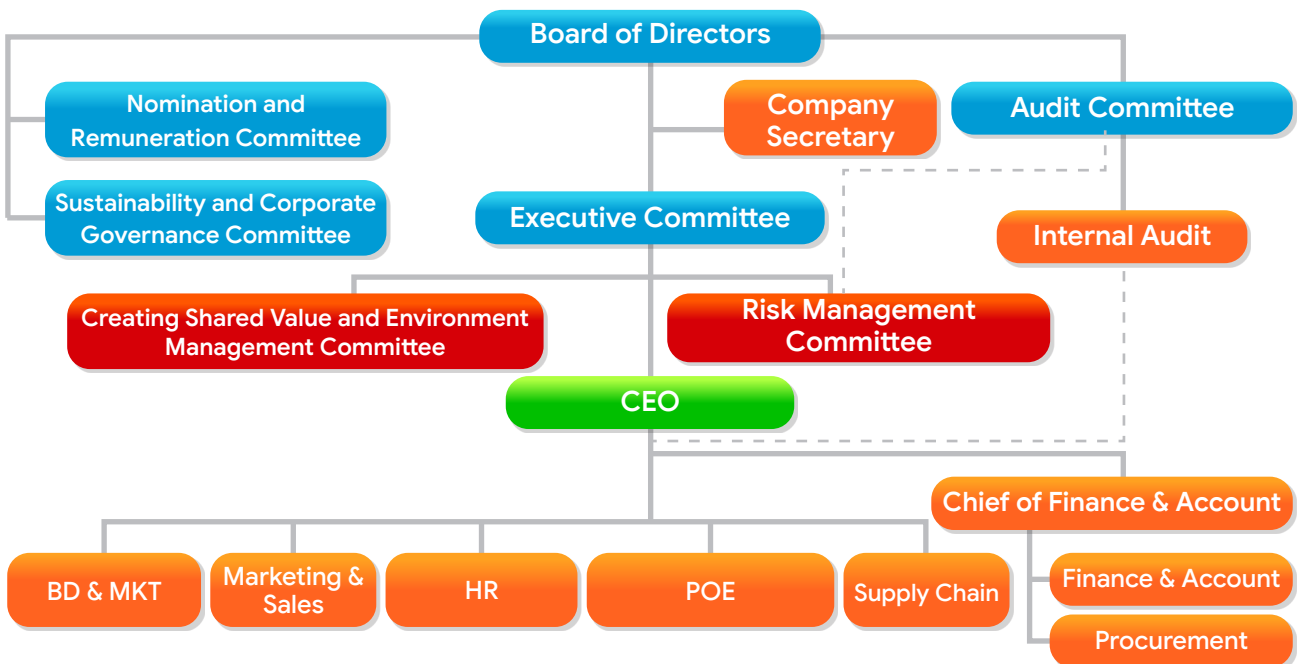 Board of Directors
Nomination and
Remuneration Committee
Company
Secretary
Audit Committee
Sustainability and Corporate
Governance Committee
Executive Committee
Internal Audit
Creating Shared Value and Environment
Management Committee
Risk Management
Committee
CEO
Chief of Finance & Account
BD & MKT
Marketing &
Sales
HR
POE
Supply Chain
Finance & Account
Procurement